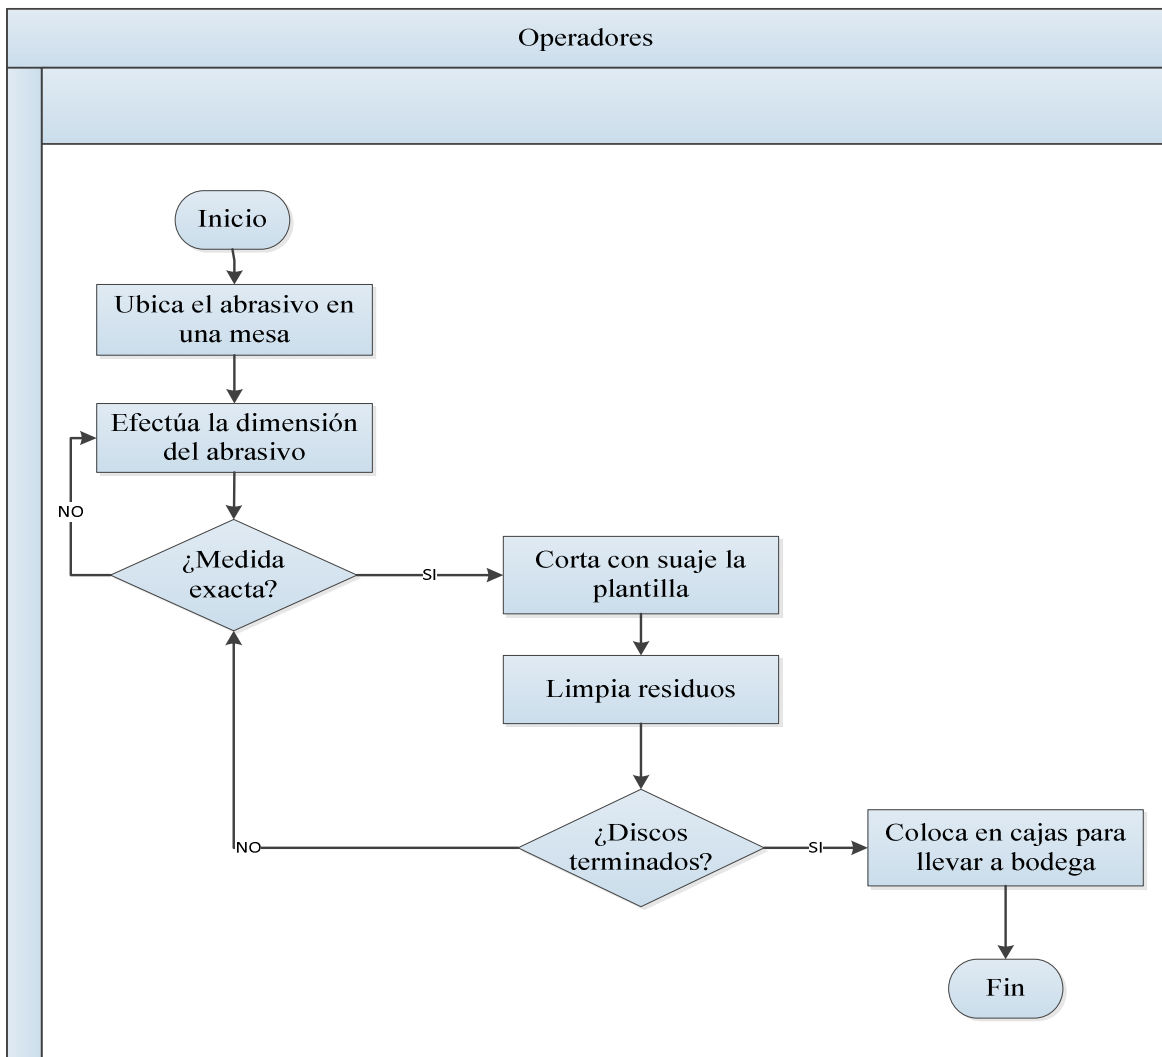 Operadores
Inicio
Ubica el abrasivo en
una mesa
Efectúa la dimensión
del abrasivo
NO
¿Medida
exacta?
SI
Corta con suaje la
plantilla
Limpia residuos
¿Discos
terminados?
NO
SI
Coloca en cajas para
llevar a bodega
Fin